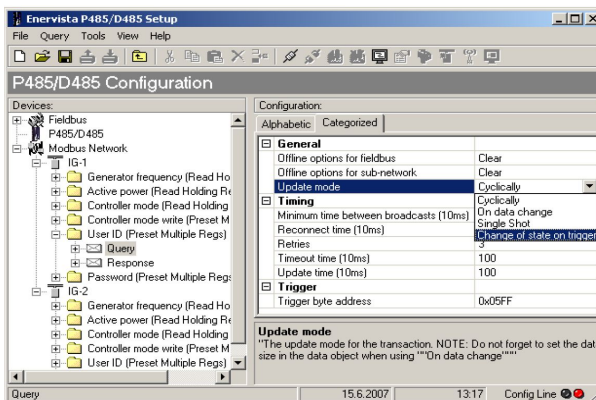 Enervista P485/D485 Setup
File Query Tools View Help
P485/D485 Configuration
Devices:
Fieldbus
P485/D485
Modbus Network
IG-1
Generator frequency (Read Ho
Active power (Read Holding Re
Controller mode (Read Holding
Controller mode write (Preset M
User ID (Preset Multiple Regs)
Query
Response
Password (Preset Multiple Regs
IG-2
Generator frequency (Read Ho
Active power (Read Holding Re
Controller mode (Read Holding
Controller mode write (Preset M
User ID (Preset Multiple Regs)
Configuration:
Alphabetic Categorized
General
Offline options for fieldbus Clear
Offline options for sub-network Clear
Update mode Cyclically
Cyclically
On data change
Single Shot
Change of state on trigger
Timing
Minimum time between broadcasts (10ms)
Reconnect time (10ms)
Retries 3
Timeout time (10ms) 100
Update time (10ms) 100
Trigger
Trigger byte address 0x05FF
Update mode
"The update mode for the transaction. NOTE: Do not forget to set the dat
size in the data object when using ""On data change"""
Query 15.6.2007 13:17 Config Line